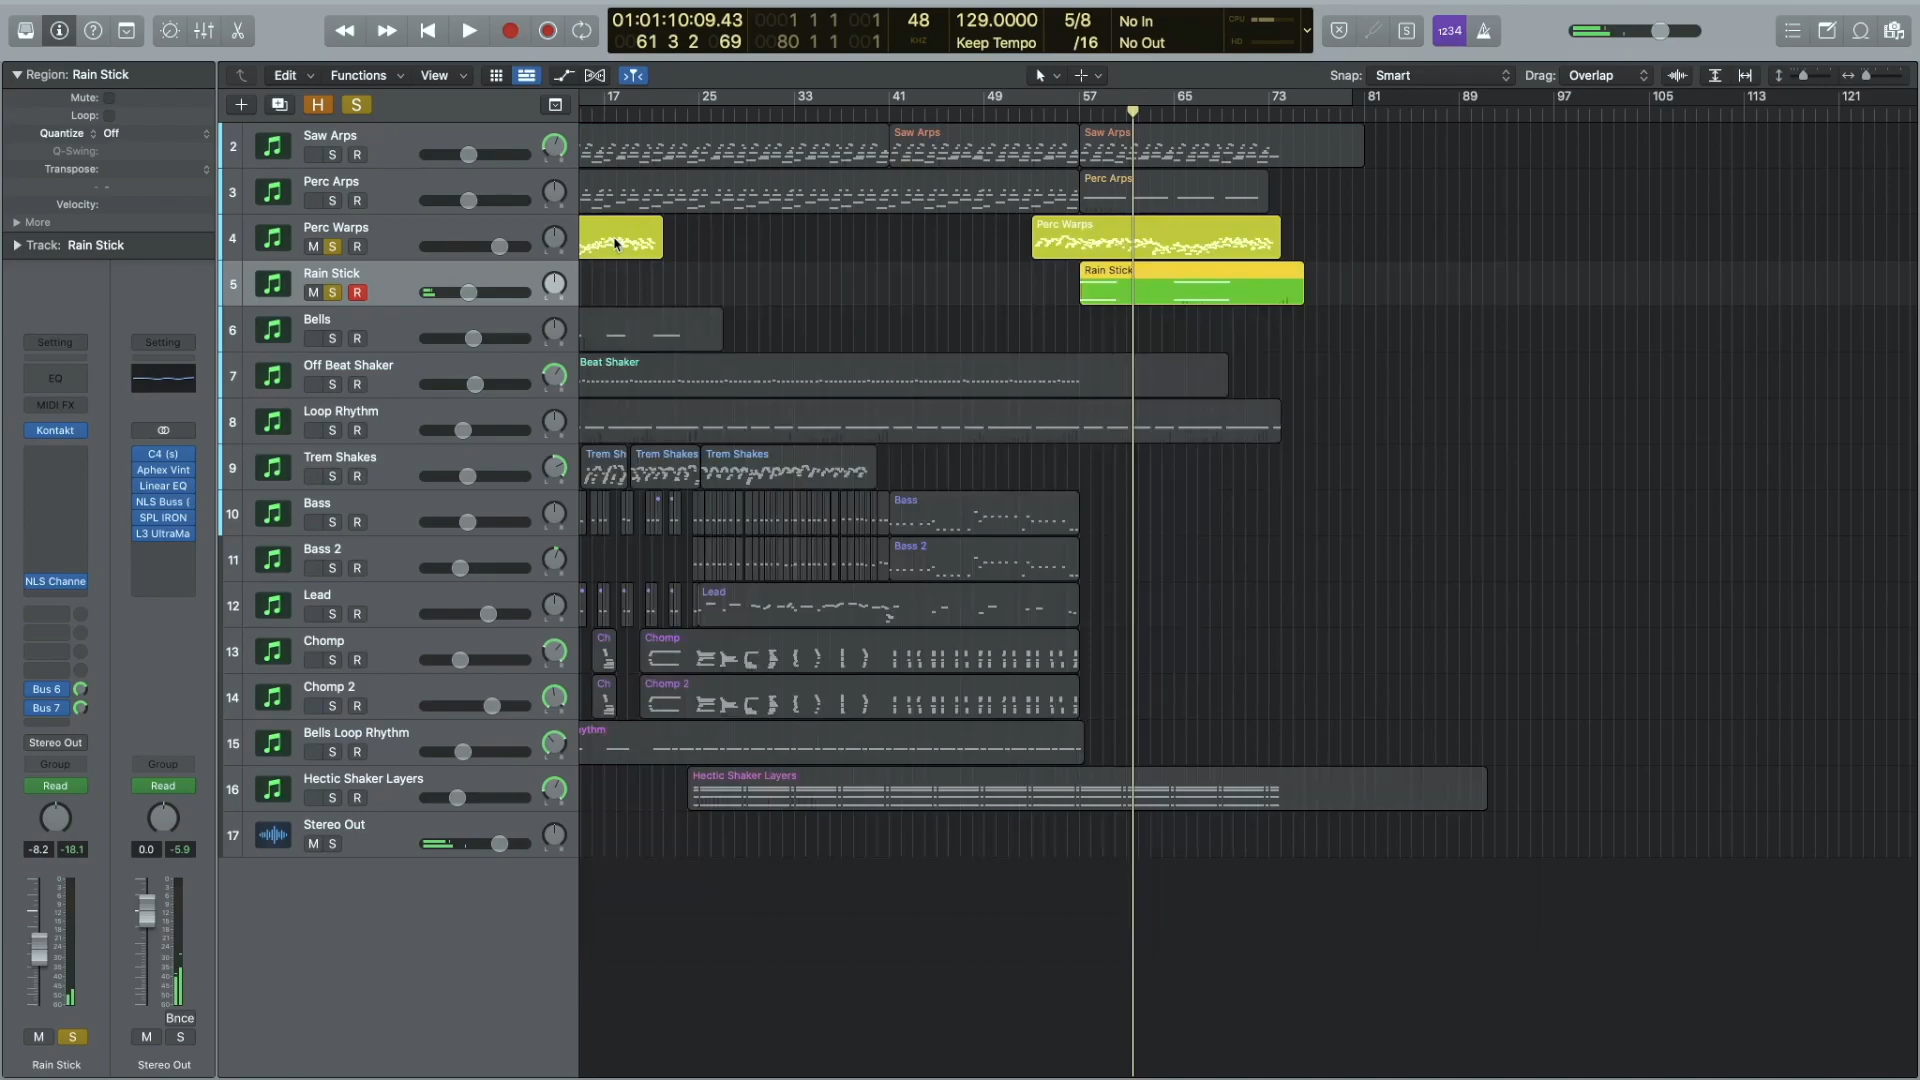 01:01:10:09.43 0001 1 1 001 48 129.0000 5/8 No In CPU
0061 3 2 069 0080 1 1 001 KHZ Keep Tempo /16 No Out HD
S 1234
Region: Rain Stick Edit Functions View Snap: Smart Drag: Overlap
Mute:
Loop:
Quantize Off
Q-Swing:
Transpose:
Velocity:
More
Track: Rain Stick
H S
17 25 33 41 49 57 65 73 81 89 97 105 113 121
2 Saw Arps S R Saw Arps Saw Arps
3 Perc Arps S R Perc Arps
4 Perc Warps M S R Perc Warps
5 Rain Stick M S R Rain Stick
6 Bells S R
7 Off Beat Shaker S R Beat Shaker
8 Loop Rhythm S R
9 Trem Shakes S R Trem Sh Trem Shakes Trem Shakes
10 Bass S R Bass
11 Bass 2 S R Bass 2
12 Lead S R Lead
13 Chomp S R Ch Chomp
14 Chomp 2 S R Ch Chomp 2
15 Bells Loop Rhythm S R ythm
16 Hectic Shaker Layers S R Hectic Shaker Layers
17 Stereo Out M S
Setting Setting
EQ
MIDI FX
Kontakt
C4 (s)
Aphex Vint
Linear EQ
NLS Buss (
SPL IRON
L3 UltraMa
NLS Channe
Bus 6
Bus 7
Stereo Out
Group Group
Read Read
-8.2 -18.1 0.0 -5.9
Bnce
M S M S
Rain Stick Stereo Out